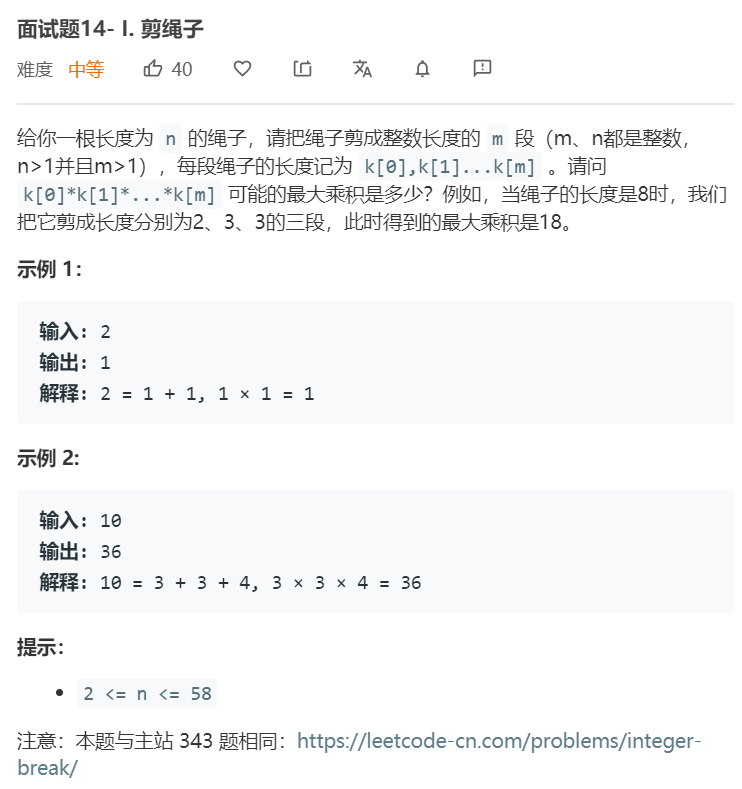 面试题14- I. 剪绳子
难度 中等 40
给你一根长度为 n 的绳子，请把绳子剪成整数长度的 m 段（m、n都是整数，
n>1并且m>1），每段绳子的长度记为 k[0],k[1]...k[m] 。请问
k[0]*k[1]*...*k[m] 可能的最大乘积是多少？例如，当绳子的长度是8时，我们
把它剪成长度分别为2、3、3的三段，此时得到的最大乘积是18。
示例 1：
输入: 2
输出: 1
解释: 2 = 1 + 1, 1 × 1 = 1
示例 2:
输入: 10
输出: 36
解释: 10 = 3 + 3 + 4, 3 × 3 × 4 = 36
提示：
• 2 <= n <= 58
注意：本题与主站 343 题相同：https://leetcode-cn.com/problems/integer-
break/